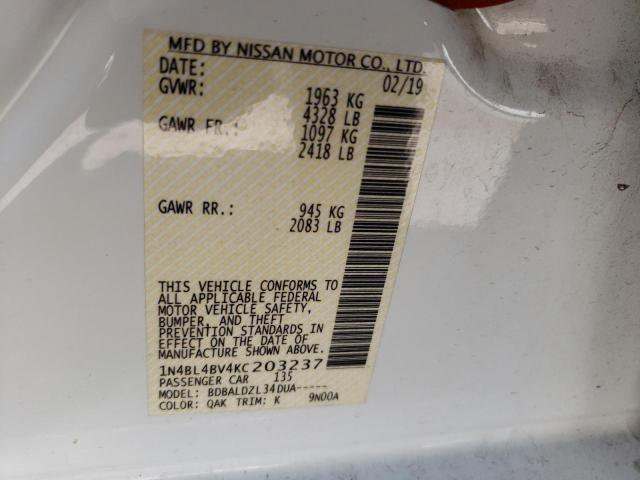 MFD BY NISSAN MOTOR CO., LTD.
DATE: 02/19
GVWR: 1963 KG
4328 LB
GAWR FR.: 1097 KG
2418 LB
GAWR RR.: 945 KG
2083 LB
THIS VEHICLE CONFORMS TO
ALL APPLICABLE FEDERAL
MOTOR VEHICLE SAFETY,
BUMPER, AND THEFT
PREVENTION STANDARDS IN
EFFECT ON THE DATE OF
MANUFACTURE SHOWN ABOVE.
1N4BL4BV4KC203237
PASSENGER CAR 135
MODEL: BDBALDZL34DUA-----
COLOR: QAK TRIM: K 9N00A